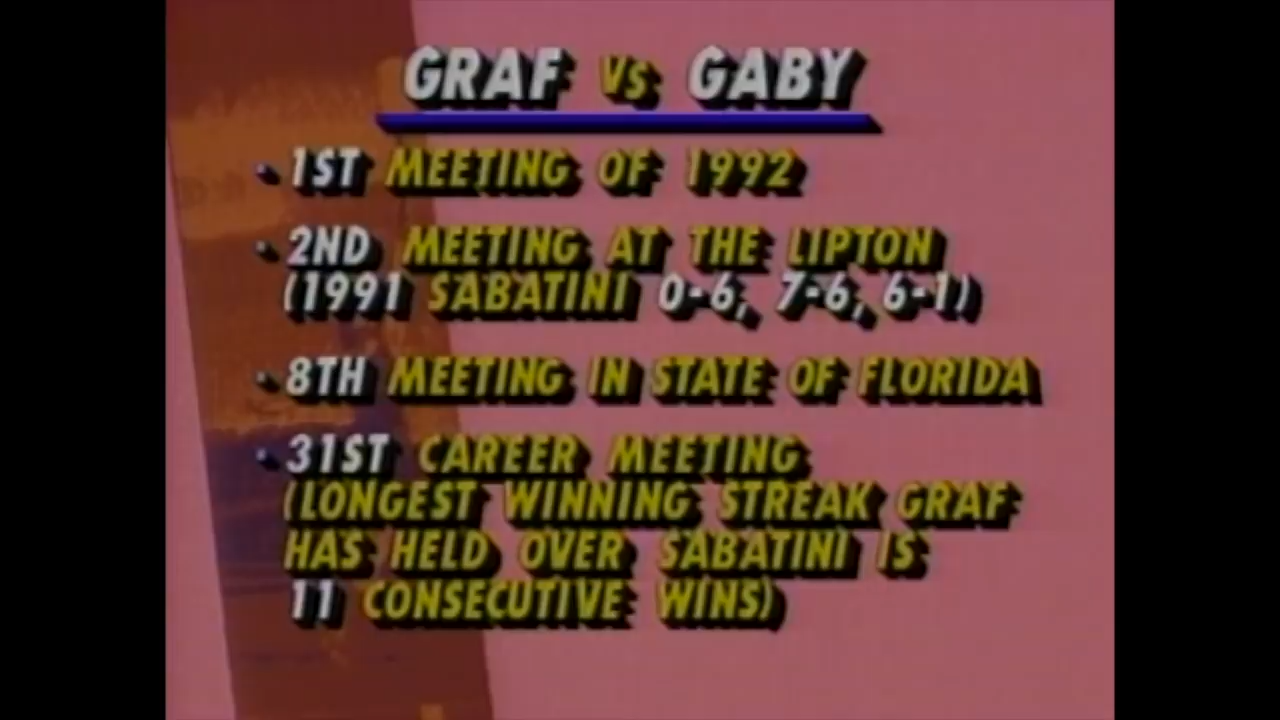 GRAF Vs GABY
• 1ST MEETING OF 1992
• 2ND MEETING AT THE LIPTON
(1991 SABATINI 0-6, 7-6, 6-1)
• 8TH MEETING IN STATE OF FLORIDA
• 31ST CAREER MEETING
(LONGEST WINNING STREAK GRAF
HAS HELD OVER SABATINI IS
11 CONSECUTIVE WINS)